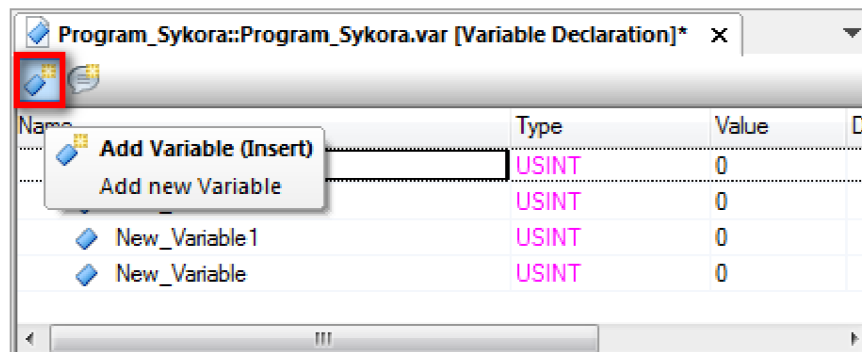 Program_Sykora::Program_Sykora.var [Variable Declaration]*
Name Type Value D
Add Variable (Insert)
Add new Variable
USINT 0
USINT 0
New_Variable1 USINT 0
New_Variable USINT 0